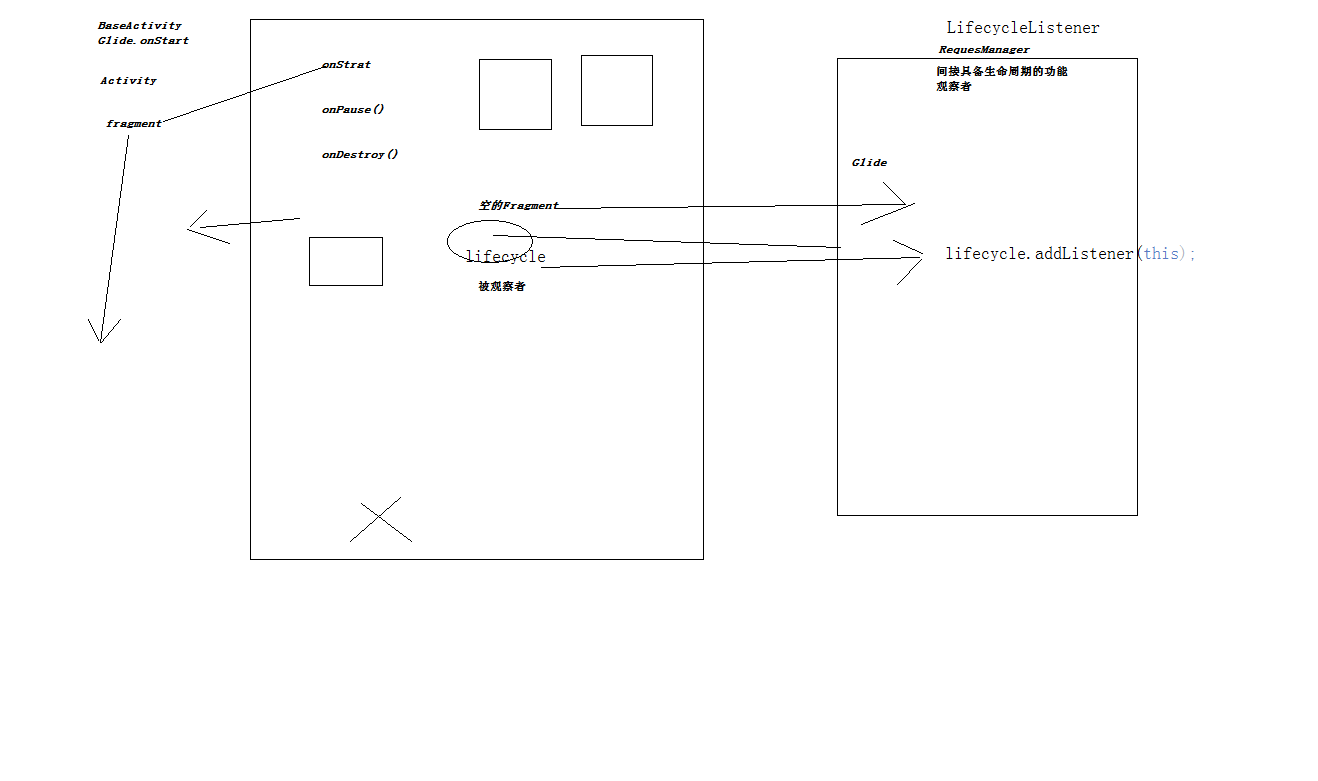 BaseActivity
Glide.onStart
Activity
fragment
onStrat
onPause()
onDestroy()
空的Fragment
lifecycle
被观察者
LifecycleListener
RequesManager
间接具备生命周期的功能
观察者
Glide
lifecycle.addListener(this);